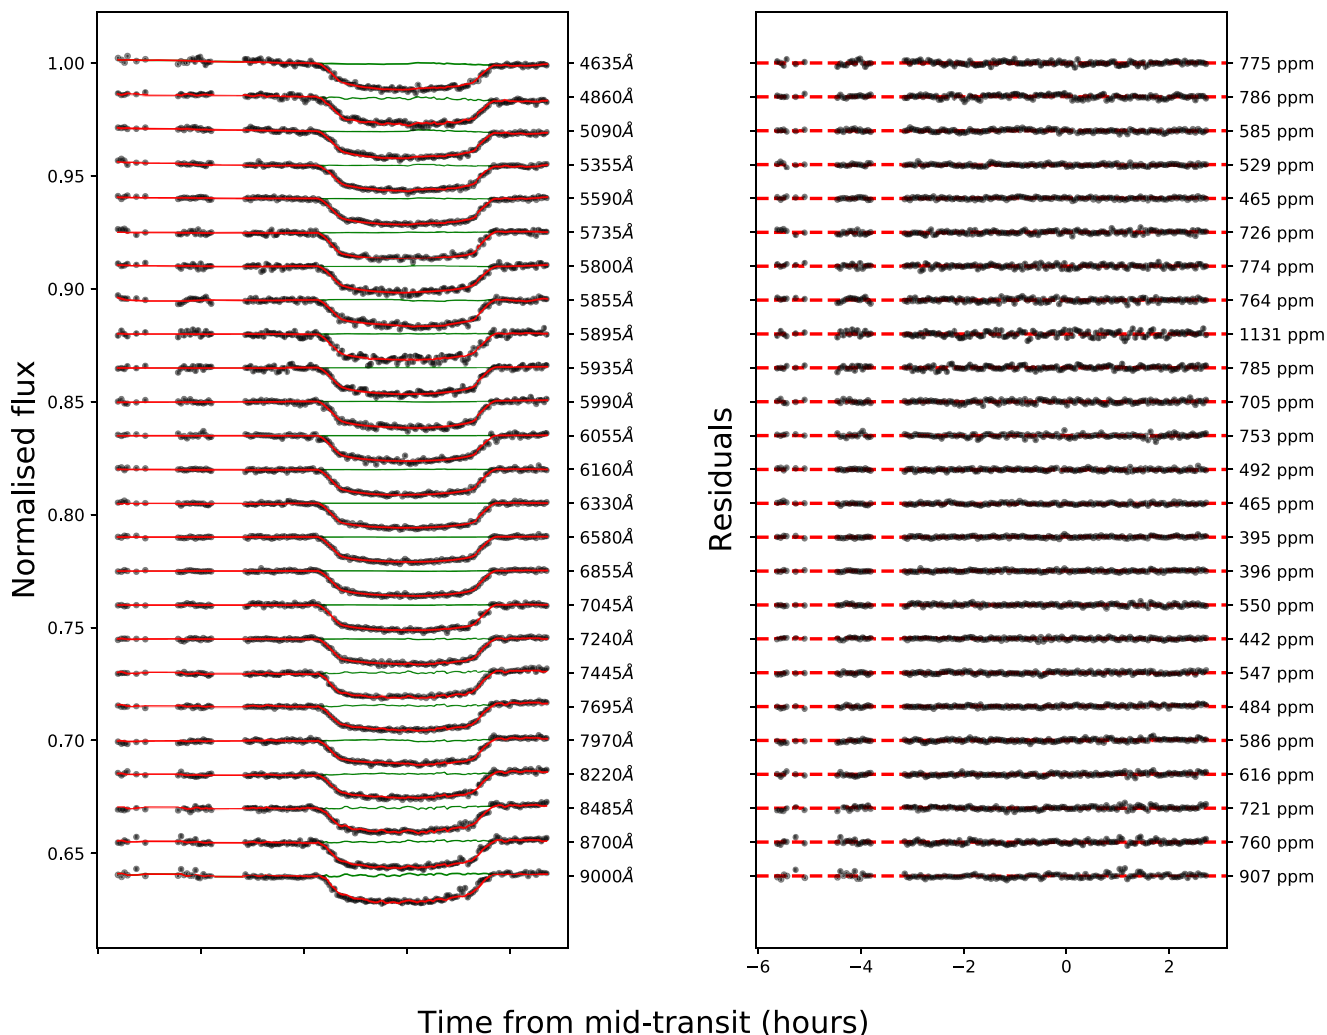 Normalised flux
1.00
0.95
0.90
0.85
0.80
0.75
0.70
0.65
4635Å
4860Å
5090Å
5355Å
5590Å
5735Å
5800Å
5855Å
5895Å
5935Å
5990Å
6055Å
6160Å
6330Å
6580Å
6855Å
7045Å
7240Å
7445Å
7695Å
7970Å
8220Å
8485Å
8700Å
9000Å
Residuals
775 ppm
786 ppm
585 ppm
529 ppm
465 ppm
726 ppm
774 ppm
764 ppm
1131 ppm
785 ppm
705 ppm
753 ppm
492 ppm
465 ppm
395 ppm
396 ppm
550 ppm
442 ppm
547 ppm
484 ppm
586 ppm
616 ppm
721 ppm
760 ppm
907 ppm
−6 −4 −2 0 2
Time from mid-transit (hours)